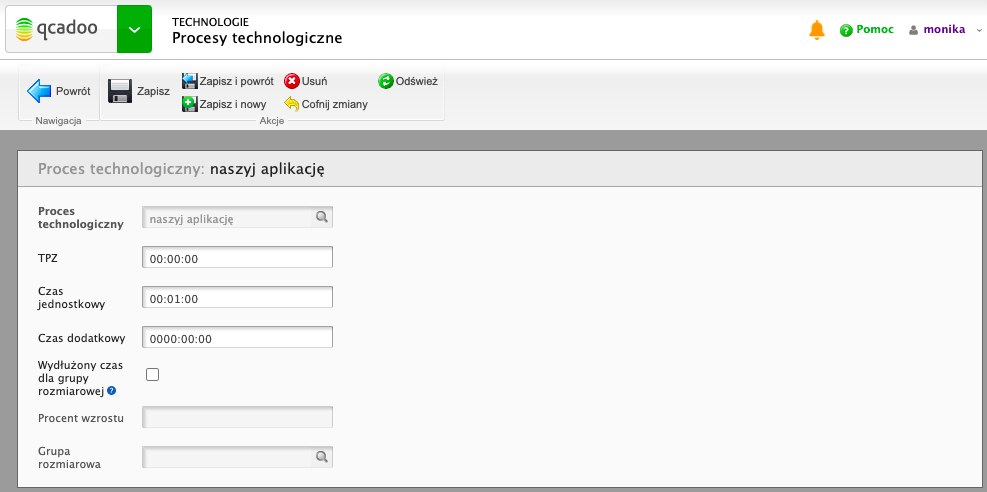 qcadoo
TECHNOLOGIE
Procesy technologiczne
Pomoc
monika
Powrót
Zapisz
Zapisz i powrót
Usuń
Odśwież
Zapisz i nowy
Cofnij zmiany
Nawigacja
Akcje
Proces technologiczny: naszyj aplikację
Proces
technologiczny
naszyj aplikację
TPZ
00:00:00
Czas
jednostkowy
00:01:00
Czas dodatkowy
0000:00:00
Wydłużony czas
dla grupy
rozmiarowej ?
Procent wzrostu
Grupa
rozmiarowa